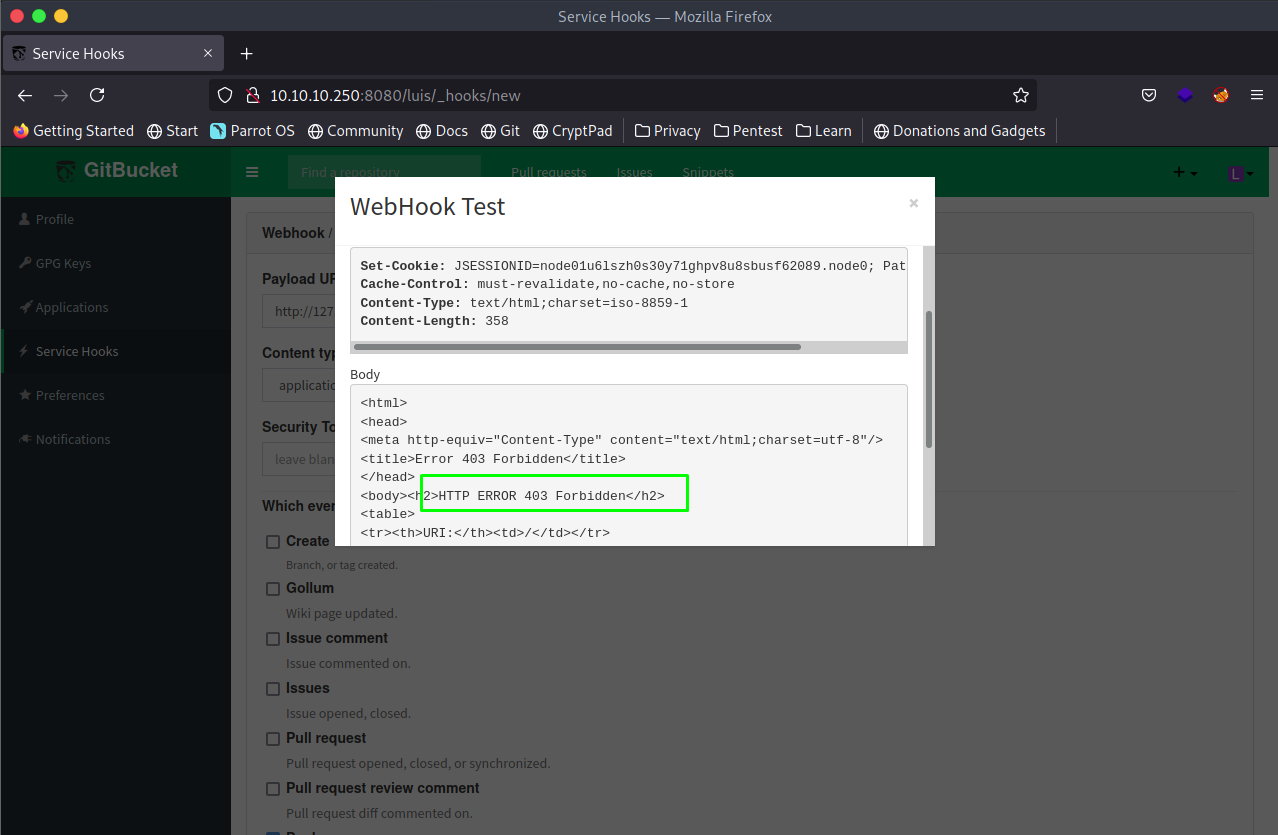 Service Hooks — Mozilla Firefox
Service Hooks
10.10.10.250:8080/luis/_hooks/new
Getting Started Start Parrot OS Community Docs Git CryptPad Privacy Pentest Learn Donations and Gadgets
GitBucket Find a repository Pull requests Issues Snippets + L
Profile
GPG Keys
Applications
Service Hooks
Preferences
Notifications
Webhook /
Payload UR
http://127
Content typ
applicatio
Security To
leave blan
Which ever
Create
Branch, or tag created.
Gollum
Wiki page updated.
Issue comment
Issue commented on.
Issues
Issue opened, closed.
Pull request
Pull request opened, closed, or synchronized.
Pull request review comment
Pull request diff commented on.
WebHook Test ×
Set-Cookie: JSESSIONID=node01u6lszh0s30y71ghpv8u8sbusf62089.node0; Pat
Cache-Control: must-revalidate,no-cache,no-store
Content-Type: text/html;charset=iso-8859-1
Content-Length: 358
Body
<html>
<head>
<meta http-equiv="Content-Type" content="text/html;charset=utf-8"/>
<title>Error 403 Forbidden</title>
</head>
<body><h2>HTTP ERROR 403 Forbidden</h2>
<table>
<tr><th>URI:</th><td>/</td></tr>